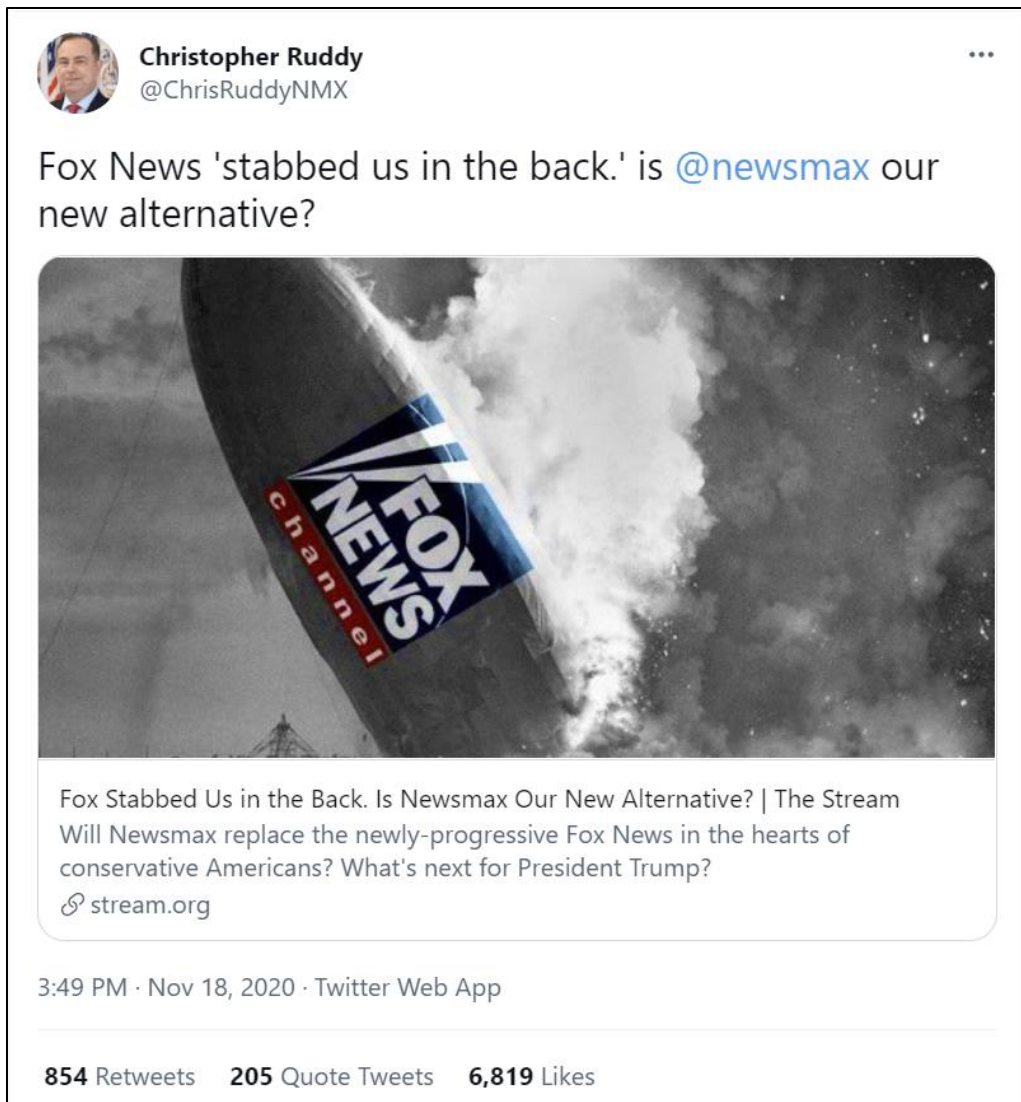 Christopher Ruddy
@ChrisRuddyNMX
Fox News 'stabbed us in the back.' is @newsmax our
new alternative?
FOX
NEWS
channel
Fox Stabbed Us in the Back. Is Newsmax Our New Alternative? | The Stream
Will Newsmax replace the newly-progressive Fox News in the hearts of
conservative Americans? What's next for President Trump?
stream.org
3:49 PM · Nov 18, 2020 · Twitter Web App
854 Retweets 205 Quote Tweets 6,819 Likes